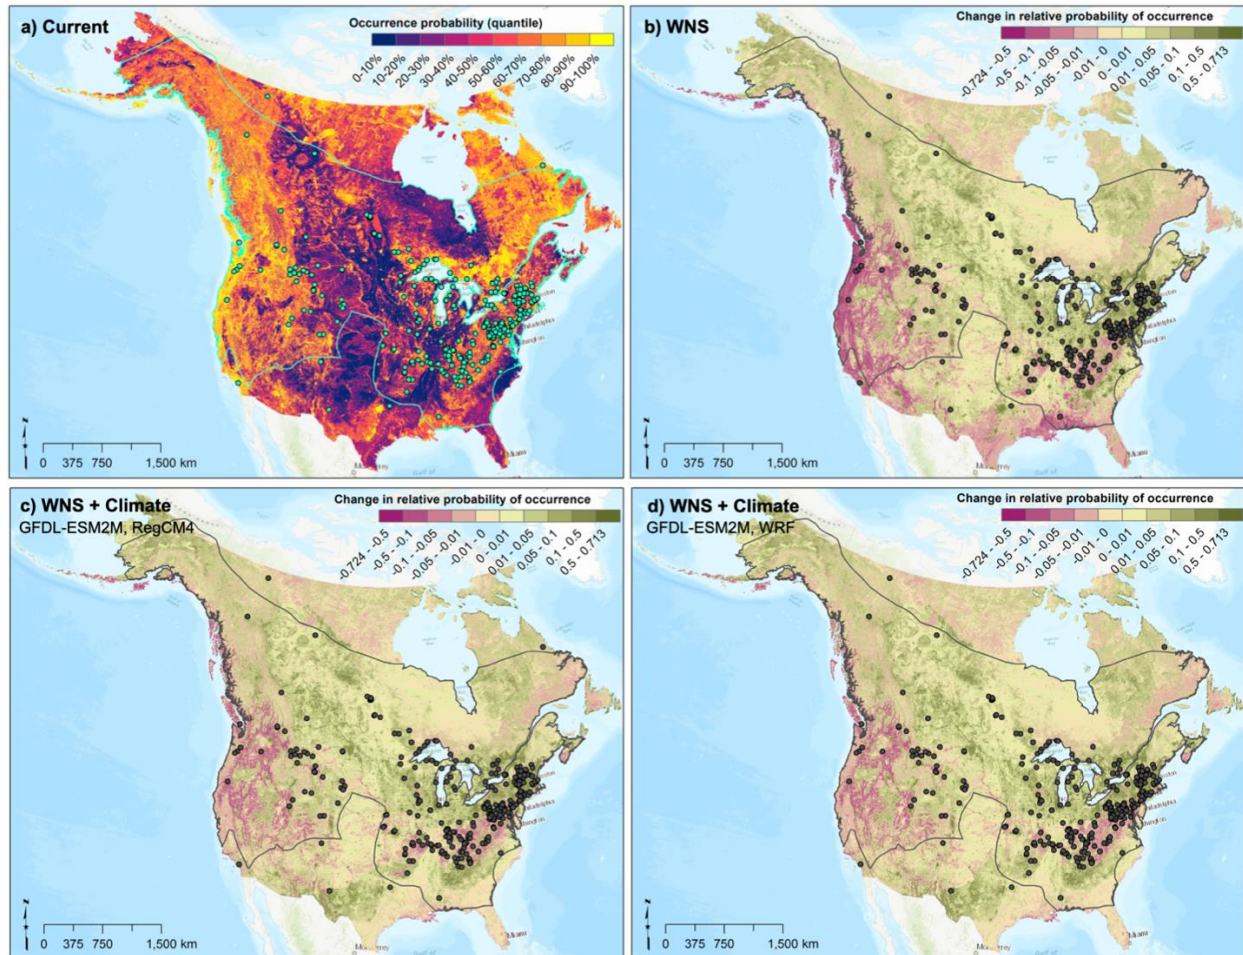 a) Current
Occurrence probability (quantile)
0-10%
10-20%
20-30%
30-40%
40-50%
50-60%
60-70%
70-80%
80-90%
90-100%
Philadelphia
Miami
Monterrey
Gulf of
0 375 750 1,500 km
b) WNS
Change in relative probability of occurrence
-0.724 - -0.5
-0.5 - -0.1
-0.1 - -0.05
-0.05 - -0.01
-0.01 - 0
0 - 0.01
0.01 - 0.05
0.05 - 0.1
0.1 - 0.5
0.5 - 0.713
Miami
0 375 750 1,500 km
c) WNS + Climate
GFDL-ESM2M, RegCM4
Change in relative probability of occurrence
-0.724 - -0.5
-0.5 - -0.1
-0.1 - -0.05
-0.05 - -0.01
-0.01 - 0
0 - 0.01
0.01 - 0.05
0.05 - 0.1
0.1 - 0.5
0.5 - 0.713
Miami
0 375 750 1,500 km
d) WNS + Climate
GFDL-ESM2M, WRF
Change in relative probability of occurrence
-0.724 - -0.5
-0.5 - -0.1
-0.1 - -0.05
-0.05 - -0.01
-0.01 - 0
0 - 0.01
0.01 - 0.05
0.05 - 0.1
0.1 - 0.5
0.5 - 0.713
Miami
0 375 750 1,500 km